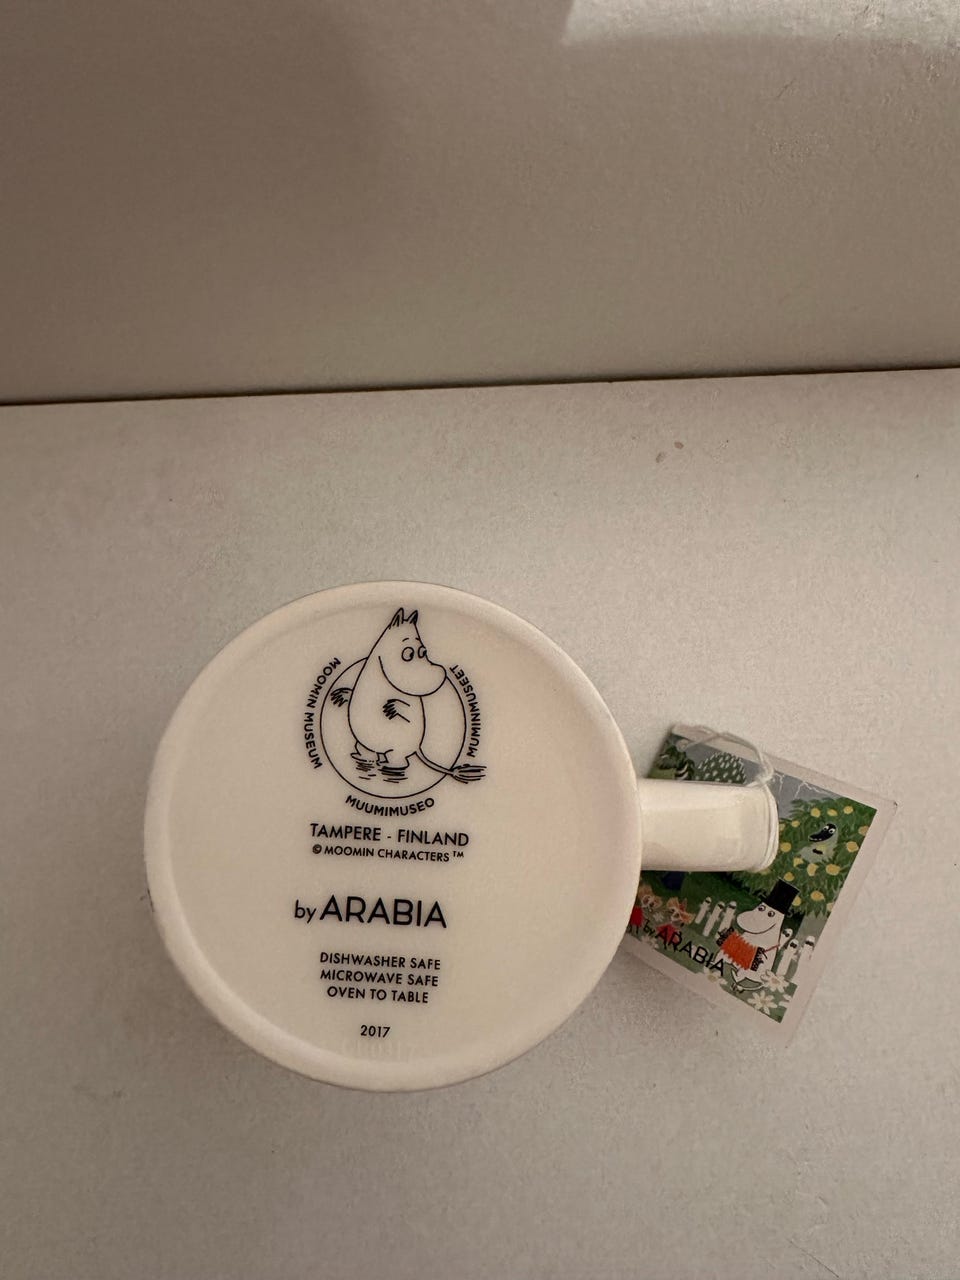 MOOMIN MUSEUM
MUMINMUSEET
MUUMIMUSEO
TAMPERE - FINLAND
© MOOMIN CHARACTERS™
by ARABIA
DISHWASHER SAFE
MICROWAVE SAFE
OVEN TO TABLE
2017
by ARABIA